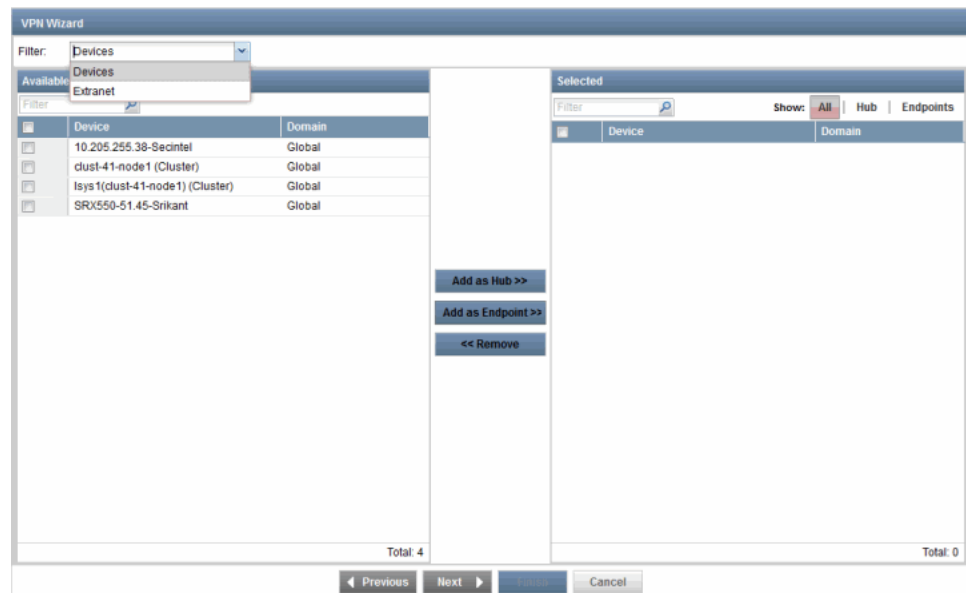 VPN Wizard
Filter: Devices
Devices
Extranet
Available
Filter
Device Domain
10.205.255.38-Secintel Global
clust-41-node1 (Cluster) Global
lsys1(clust-41-node1) (Cluster) Global
SRX550-51.45-Srikant Global
Total: 4
Add as Hub >>
Add as Endpoint >>
<< Remove
Selected
Filter Show: All | Hub | Endpoints
Device Domain
Total: 0
Previous Next Finish Cancel